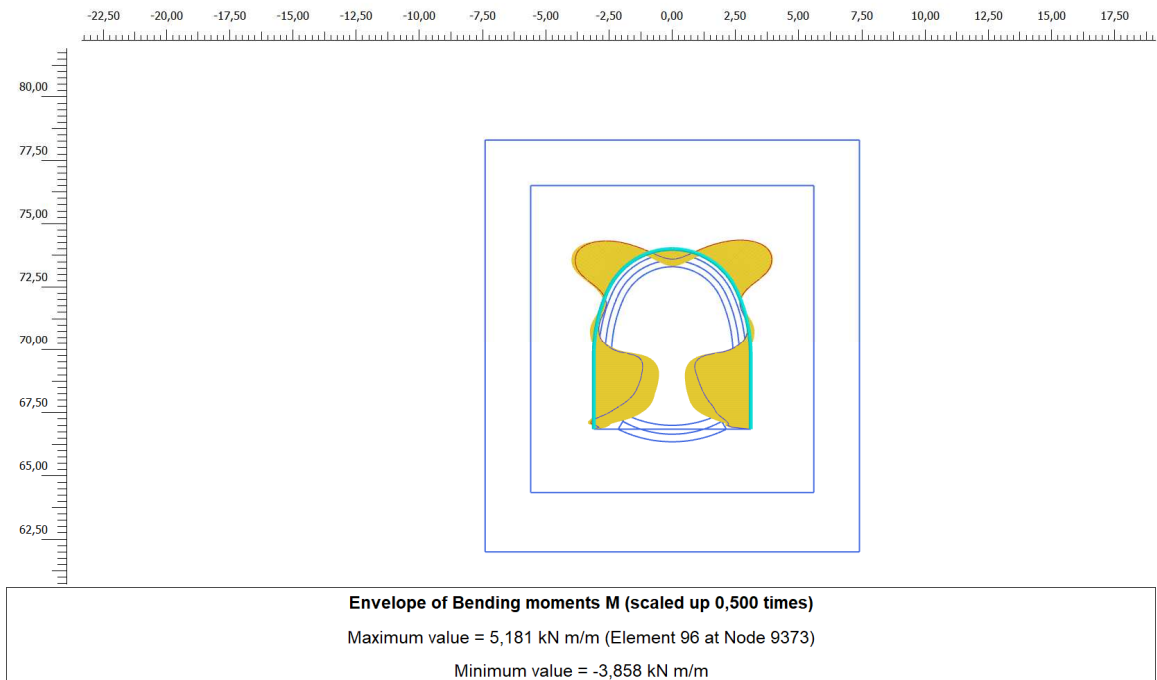 -22,50 -20,00 -17,50 -15,00 -12,50 -10,00 -7,50 -5,00 -2,50 0,00 2,50 5,00 7,50 10,00 12,50 15,00 17,50
80,00
77,50
75,00
72,50
70,00
67,50
65,00
62,50
Envelope of Bending moments M (scaled up 0,500 times)
Maximum value = 5,181 kN m/m (Element 96 at Node 9373)
Minimum value = -3,858 kN m/m